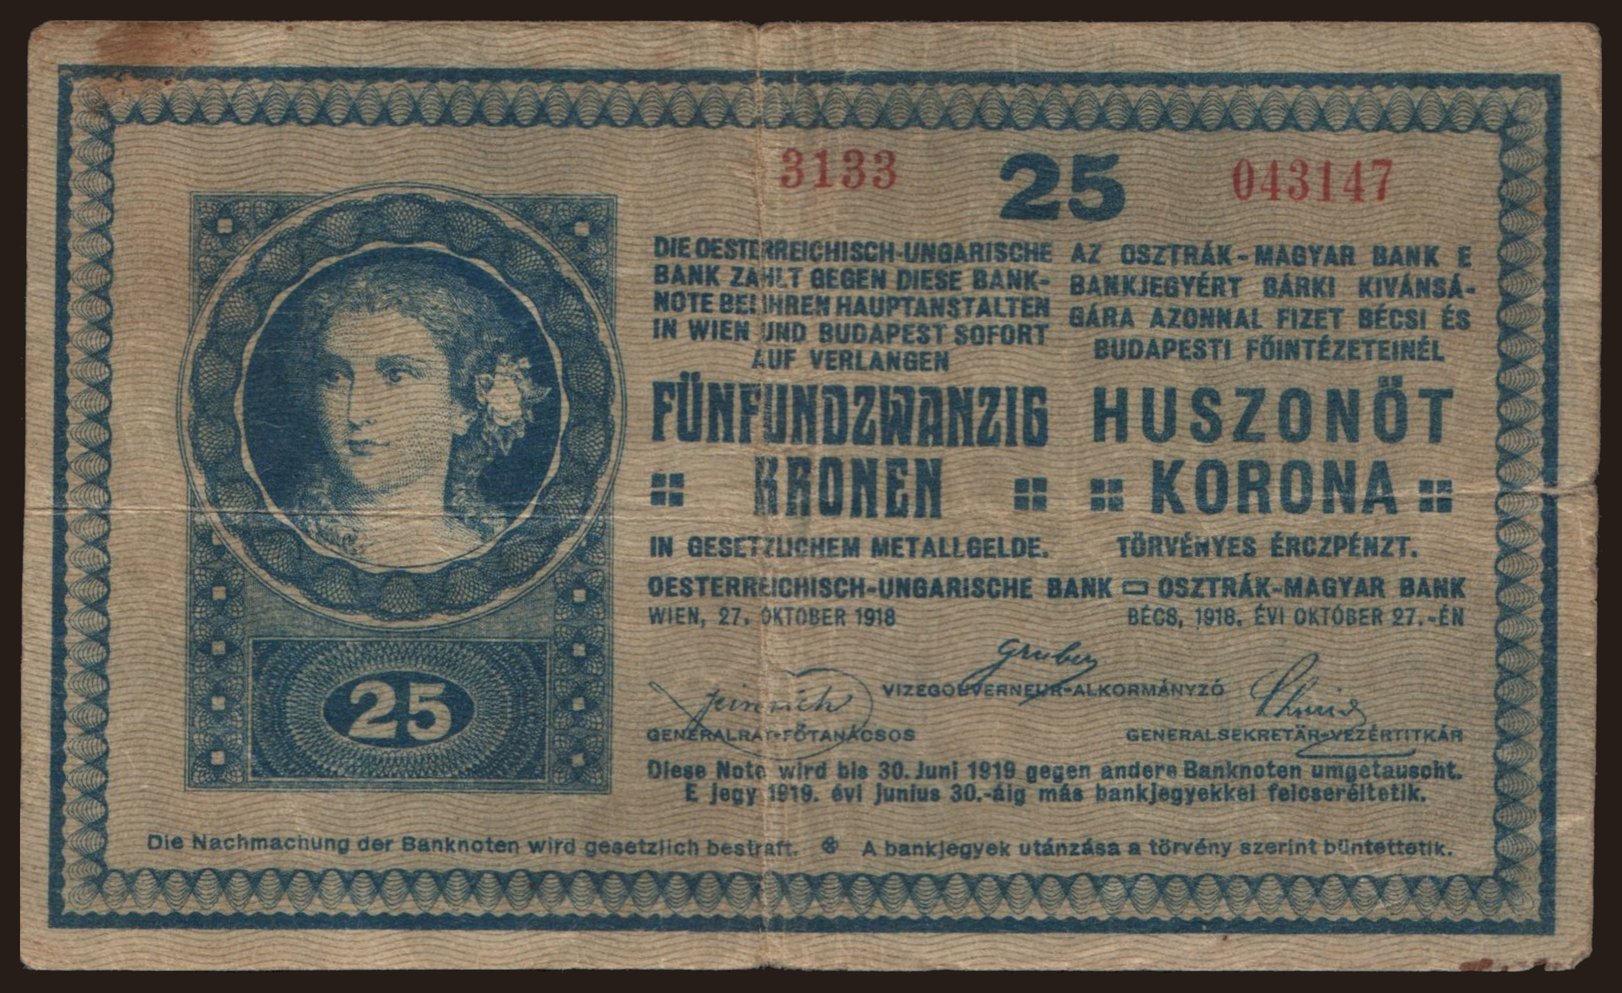 3133 25 043147
DIE OESTERREICHISCH-UNGARISCHE
BANK ZAHLT GEGEN DIESE BANK-
NOTE BEI IHREN HAUPTANSTALTEN
IN WIEN UND BUDAPEST SOFORT
AUF VERLANGEN
FÜNFUNDZWANZIG
KRONEN
IN GESETZLICHEM METALLGELDE.
AZ OSZTRÁK-MAGYAR BANK E
BANKJEGYÉRT BÁRKI KIVÁNSÁ-
GÁRA AZONNAL FIZET BÉCSI ÉS
BUDAPESTI FŐINTÉZETEINÉL
HUSZONÖT
KORONA
TÖRVÉNYES ÉRCZPÉNZT.
OESTERREICHISCH-UNGARISCHE BANK OSZTRÁK-MAGYAR BANK
WIEN, 27. OKTOBER 1918 BÉCS, 1918. ÉVI OKTÓBER 27.-ÉN
Gruber
VIZEGOUVERNEUR-ALKORMÁNYZÓ
GENERALRAT-FŐTANÁCSOS GENERALSEKRETÄR-VEZÉRTITKÁR
25
Diese Note wird bis 30. Juni 1919 gegen andere Banknoten umgetauscht.
E jegy 1919. évi junius 30.-áig más bankjegyekkel felcseréltetik.
Die Nachmachung der Banknoten wird gesetzlich bestraft. A bankjegyek utánzása a törvény szerint büntettetik.